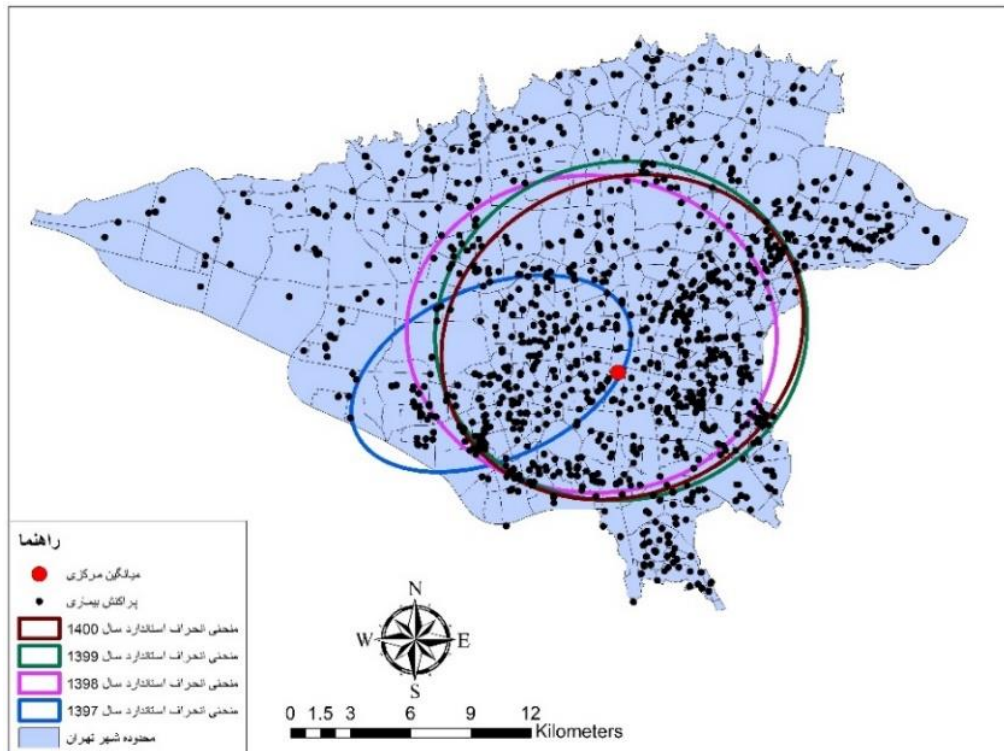 N
W E
S
0 1.5 3 6 9 12
Kilometers
راهنما
میانگین مرکزی
پراکنش بیماری
منحنی انحراف استاندارد سال 1400
منحنی انحراف استاندارد سال 1399
منحنی انحراف استاندارد سال 1398
منحنی انحراف استاندارد سال 1397
محدوده شهر تهران